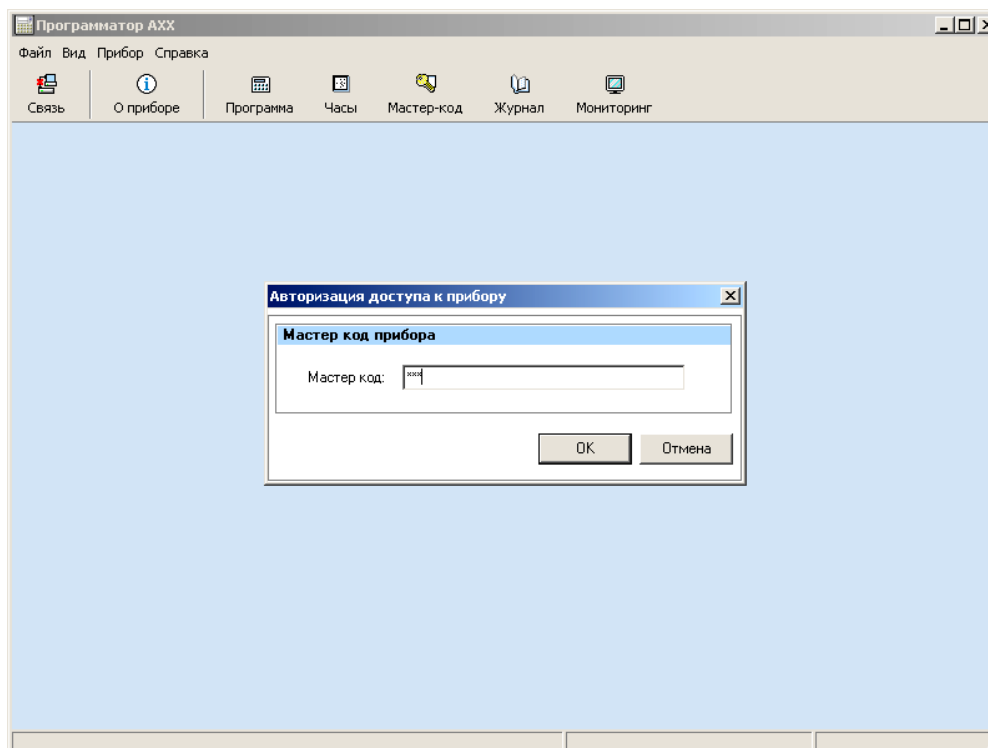 Программатор АХХ
Файл Вид Прибор Справка
Связь О приборе Программа Часы Мастер-код Журнал Мониторинг
Авторизация доступа к прибору
Мастер код прибора
Мастер код: ***
OK Отмена